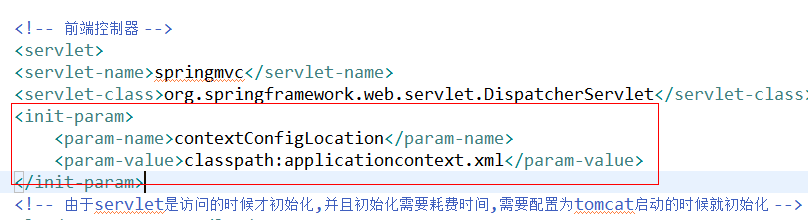 <!-- 前端控制器 -->
<servlet>
<servlet-name>springmvc</servlet-name>
<servlet-class>org.springframework.web.servlet.DispatcherServlet</servlet-class>
<init-param>
<param-name>contextConfigLocation</param-name>
<param-value>classpath:applicationcontext.xml</param-value>
</init-param>
<!-- 由于servlet是访问的时候才初始化,并且初始化需要耗费时间,需要配置为tomcat启动的时候就初始化 -->